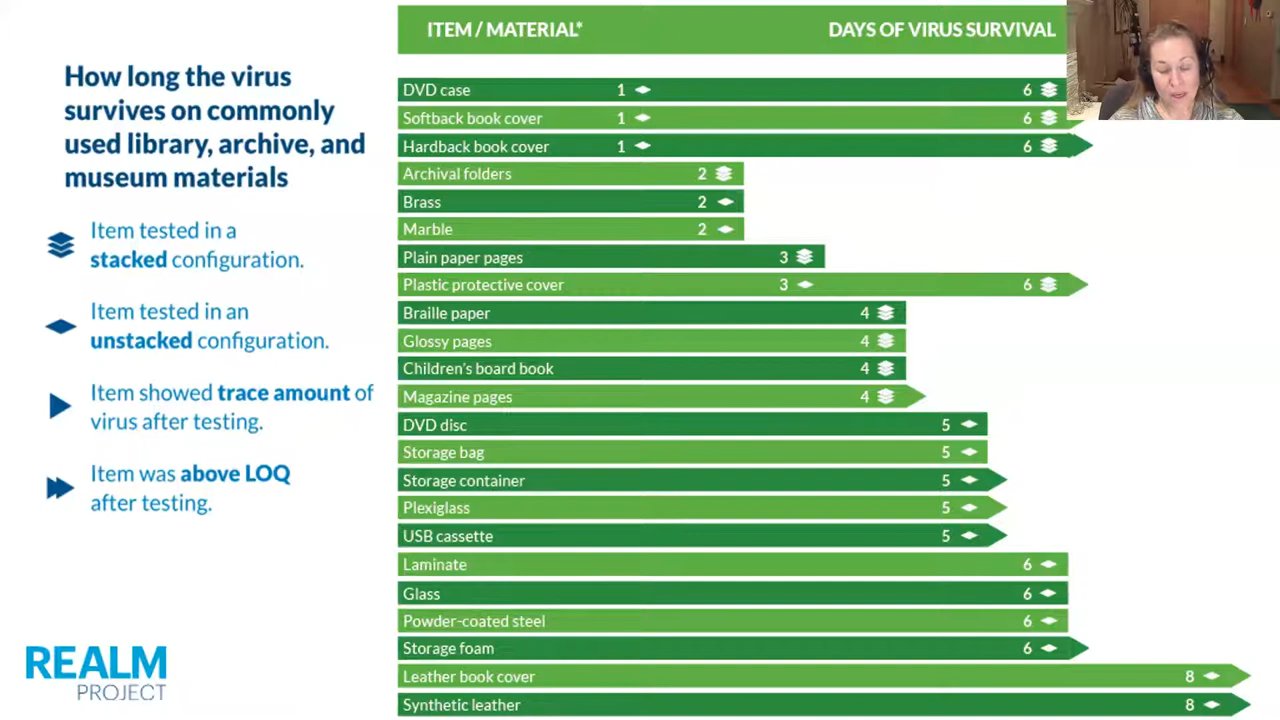 How long the virus
survives on commonly
used library, archive, and
museum materials
Item tested in a
stacked configuration.
Item tested in an
unstacked configuration.
Item showed trace amount of
virus after testing.
Item was above LOQ
after testing.
REALM
PROJECT
ITEM / MATERIAL* DAYS OF VIRUS SURVIVAL
DVD case 1 6
Softback book cover 1 6
Hardback book cover 1 6
Archival folders 2
Brass 2
Marble 2
Plain paper pages 3
Plastic protective cover 3 6
Braille paper 4
Glossy pages 4
Children's board book 4
Magazine pages 4
DVD disc 5
Storage bag 5
Storage container 5
Plexiglass 5
USB cassette 5
Laminate 6
Glass 6
Powder-coated steel 6
Storage foam 6
Leather book cover 8
Synthetic leather 8